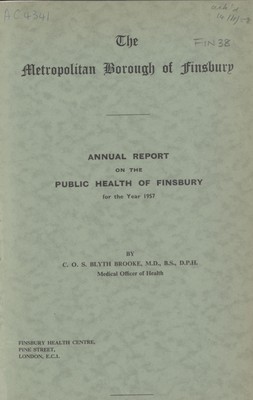 AC4341
FIN38
The
Metropolitan Borough of Finsbury
ANNUAL REPORT
ON THE
PUBLIC HEALTH OF FINSBURY
for the Year 1957
BY
C. O. S. BLYTH BROOKE, M.D., B.S., D.P.H.
Medical Officer of Health
FINSBURY HEALTH CENTRE,
PINE STREET,
LONDON, E.C.1.